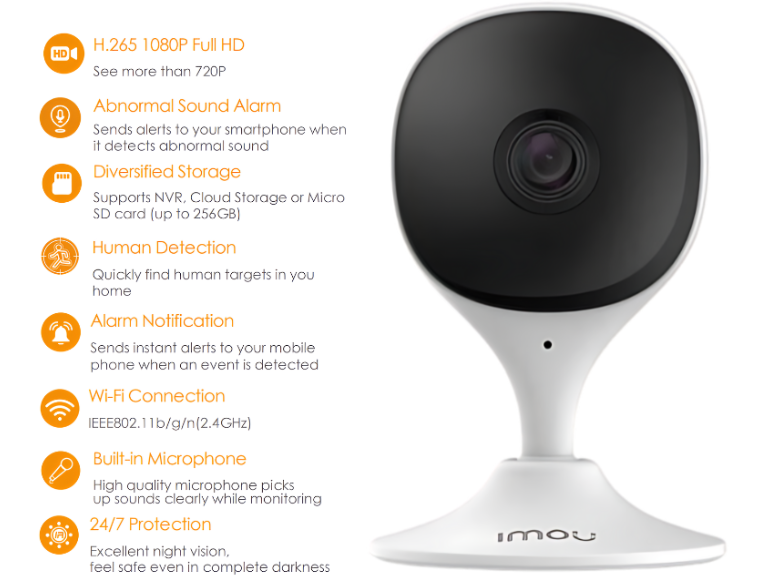 HD
H.265 1080P Full HD
See more than 720P
Abnormal Sound Alarm
Sends alerts to your smartphone when
it detects abnormal sound
Diversified Storage
Supports NVR, Cloud Storage or Micro
SD card (up to 256GB)
Human Detection
Quickly find human targets in you
home
Alarm Notification
Sends instant alerts to your mobile
phone when an event is detected
Wi-Fi Connection
IEEE802.11b/g/n(2.4GHz)
Built-in Microphone
High quality microphone picks
up sounds clearly while monitoring
24/7 Protection
Excellent night vision,
feel safe even in complete darkness
imou